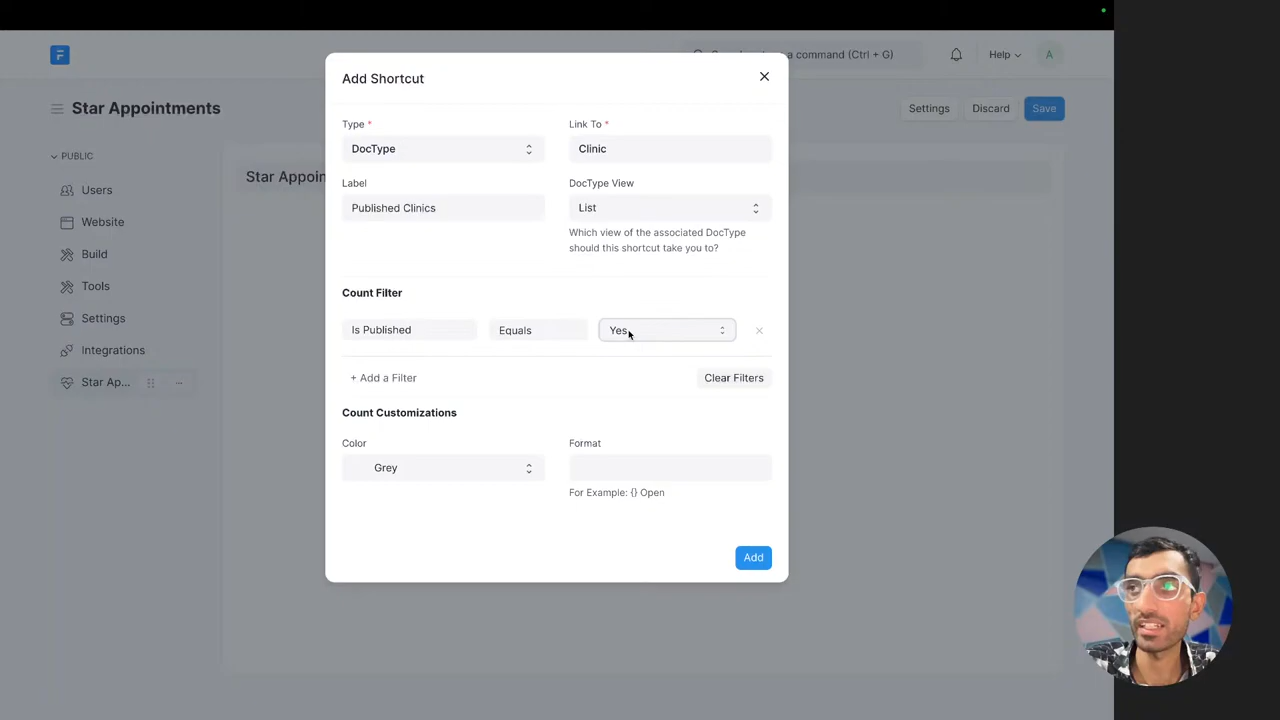 F
a command (Ctrl + G)
Help
A
Star Appointments
Settings
Discard
Save
PUBLIC
Users
Website
Build
Tools
Settings
Integrations
Star Ap...
Star Appoin
Add Shortcut
Type *
Link To *
DocType
Clinic
Label
DocType View
Published Clinics
List
Which view of the associated DocType
should this shortcut take you to?
Count Filter
Is Published
Equals
Yes
+ Add a Filter
Clear Filters
Count Customizations
Color
Format
Grey
For Example: {} Open
Add